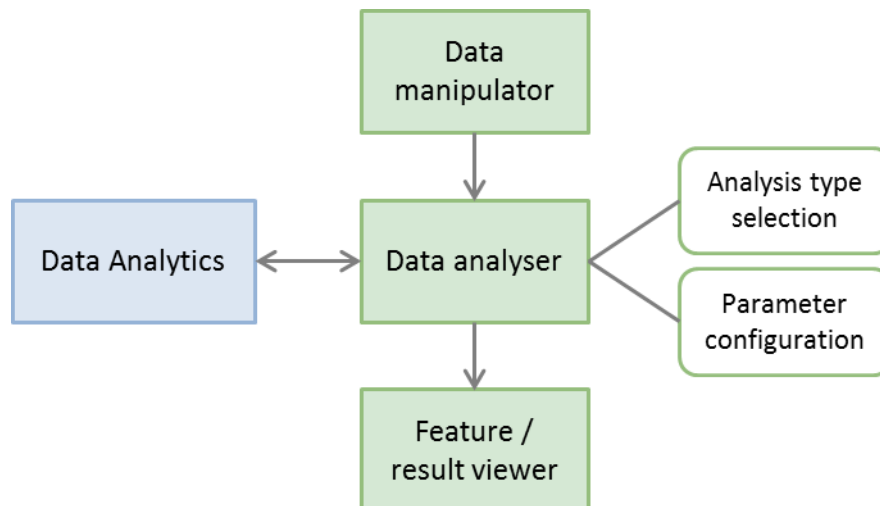 Data
manipulator
Analysis type
selection
Data Analytics
Data analyser
Parameter
configuration
Feature /
result viewer